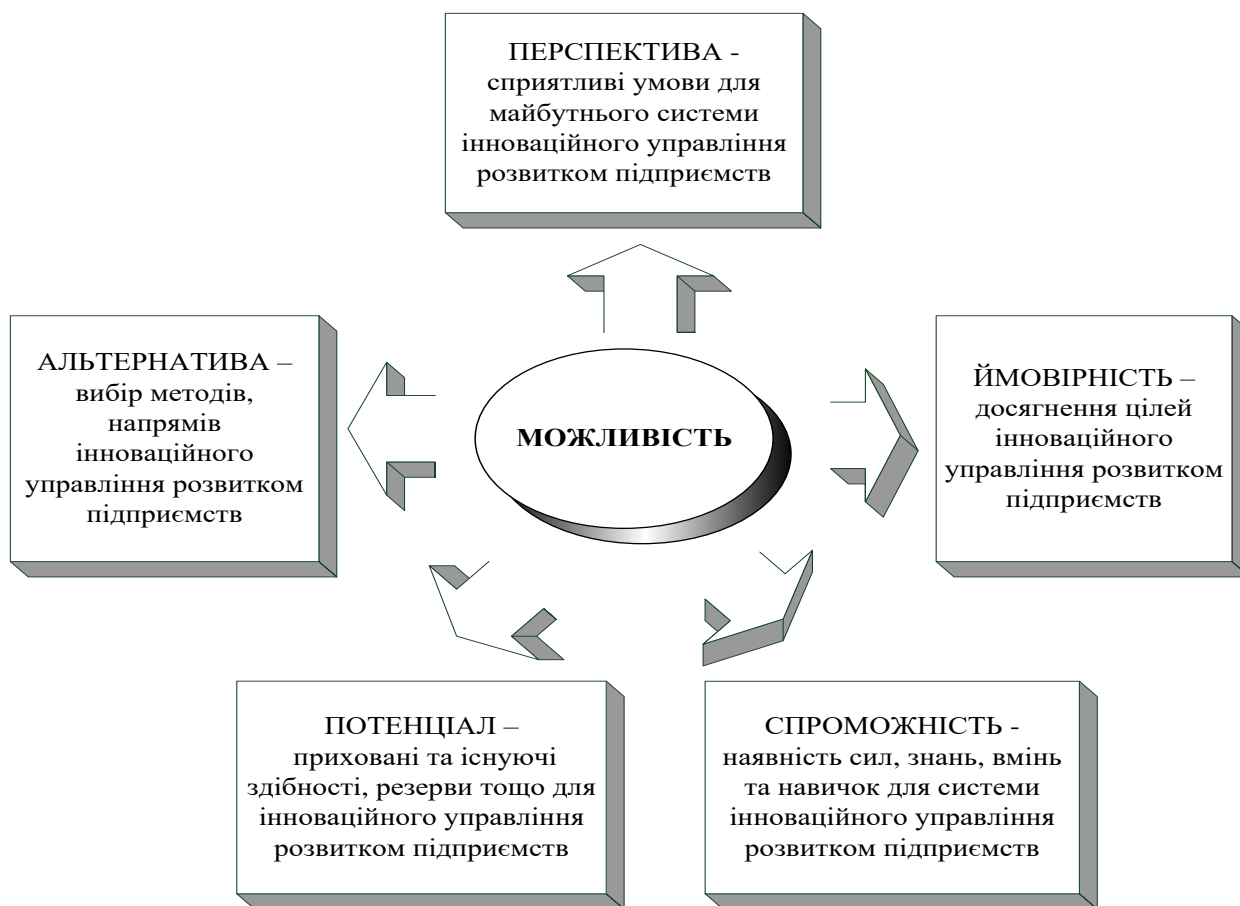 ПЕРСПЕКТИВА -
сприятливі умови для
майбутнього системи
інноваційного управління
розвитком підприємств
АЛЬТЕРНАТИВА –
вибір методів,
напрямів
інноваційного
управління розвитком
підприємств
МОЖЛИВІСТЬ
ЙМОВІРНІСТЬ –
досягнення цілей
інноваційного
управління розвитком
підприємств
ПОТЕНЦІАЛ –
приховані та існуючі
здібності, резерви тощо для
інноваційного управління
розвитком підприємств
СПРОМОЖНІСТЬ -
наявність сил, знань, вмінь
та навичок для системи
інноваційного управління
розвитком підприємств